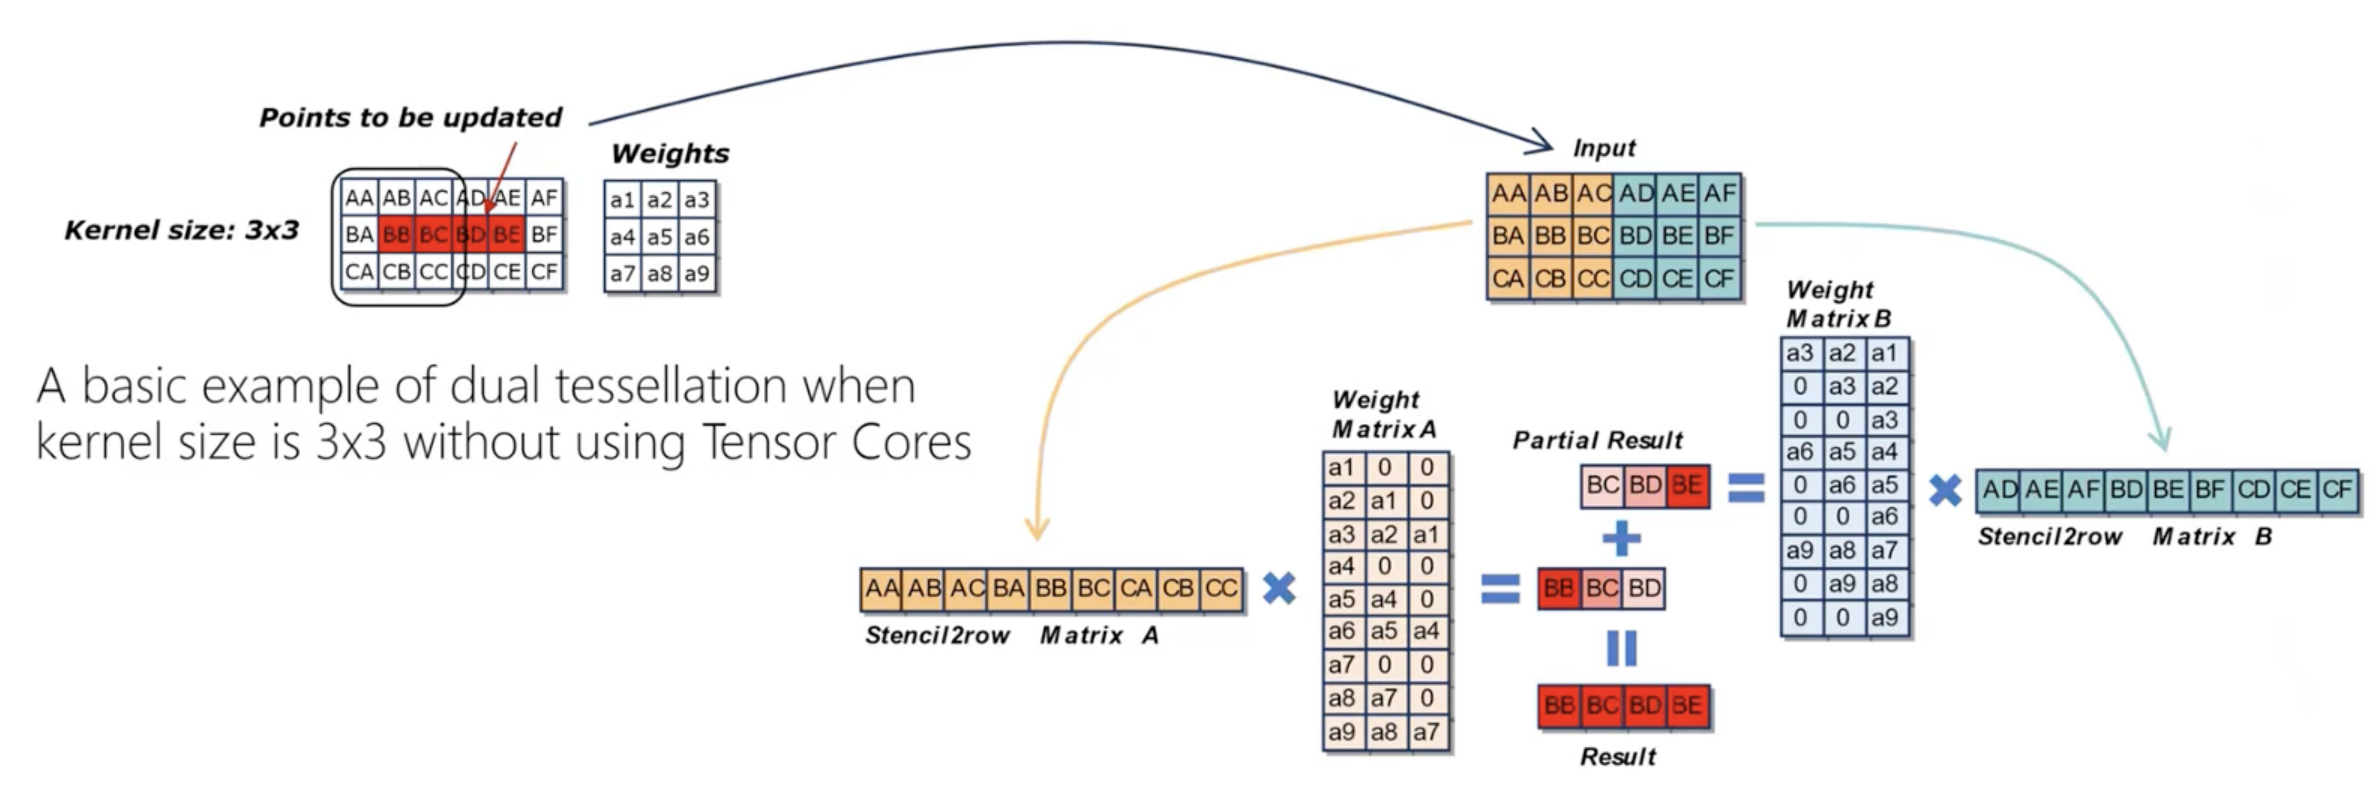 Points to be updated
Weights
Kernel size: 3x3
AA AB AC AD AE AF
BA BB BC BD BE BF
CA CB CC CD CE CF
a1 a2 a3
a4 a5 a6
a7 a8 a9
A basic example of dual tessellation when
kernel size is 3x3 without using Tensor Cores
Input
AA AB AC AD AE AF
BA BB BC BD BE BF
CA CB CC CD CE CF
AA AB AC BA BB BC CA CB CC
Stencil2row Matrix A
Weight
Matrix A
a1 0 0
a2 a1 0
a3 a2 a1
a4 0 0
a5 a4 0
a6 a5 a4
a7 0 0
a8 a7 0
a9 a8 a7
Partial Result
BC BD BE
+
BB BC BD
BB BC BD BE
Result
Weight
Matrix B
a3 a2 a1
0 a3 a2
0 0 a3
a6 a5 a4
0 a6 a5
0 0 a6
a9 a8 a7
0 a9 a8
0 0 a9
AD AE AF BD BE BF CD CE CF
Stencil2row Matrix B